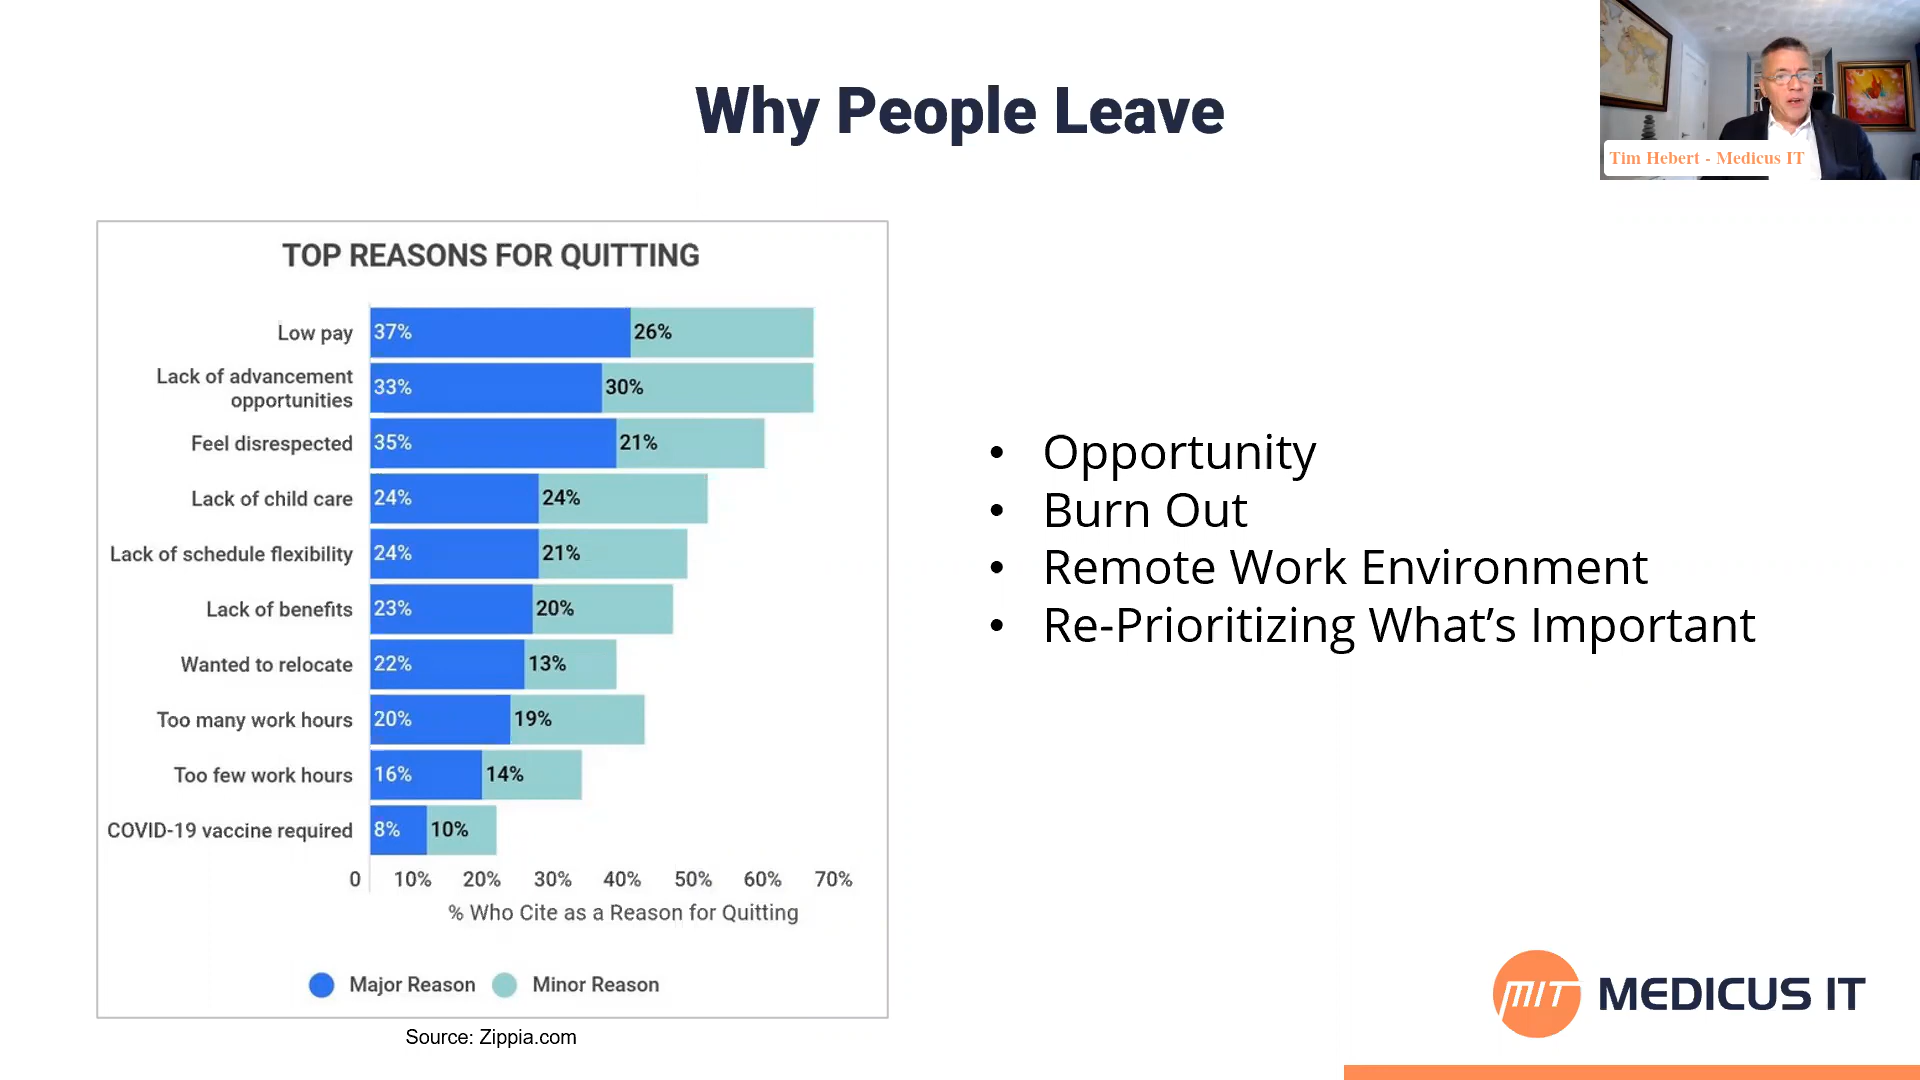 Why People Leave
Tim Hebert - Medicus IT
TOP REASONS FOR QUITTING
Low pay
37%
26%
Lack of advancement
opportunities
33%
30%
Feel disrespected
35%
21%
Lack of child care
24%
24%
Lack of schedule flexibility
24%
21%
Lack of benefits
23%
20%
Wanted to relocate
22%
13%
Too many work hours
20%
19%
Too few work hours
16%
14%
COVID-19 vaccine required
8%
10%
0 10% 20% 30% 40% 50% 60% 70%
% Who Cite as a Reason for Quitting
Major Reason
Minor Reason
Source: Zippia.com
• Opportunity
• Burn Out
• Remote Work Environment
• Re-Prioritizing What’s Important
MIT
MEDICUS IT